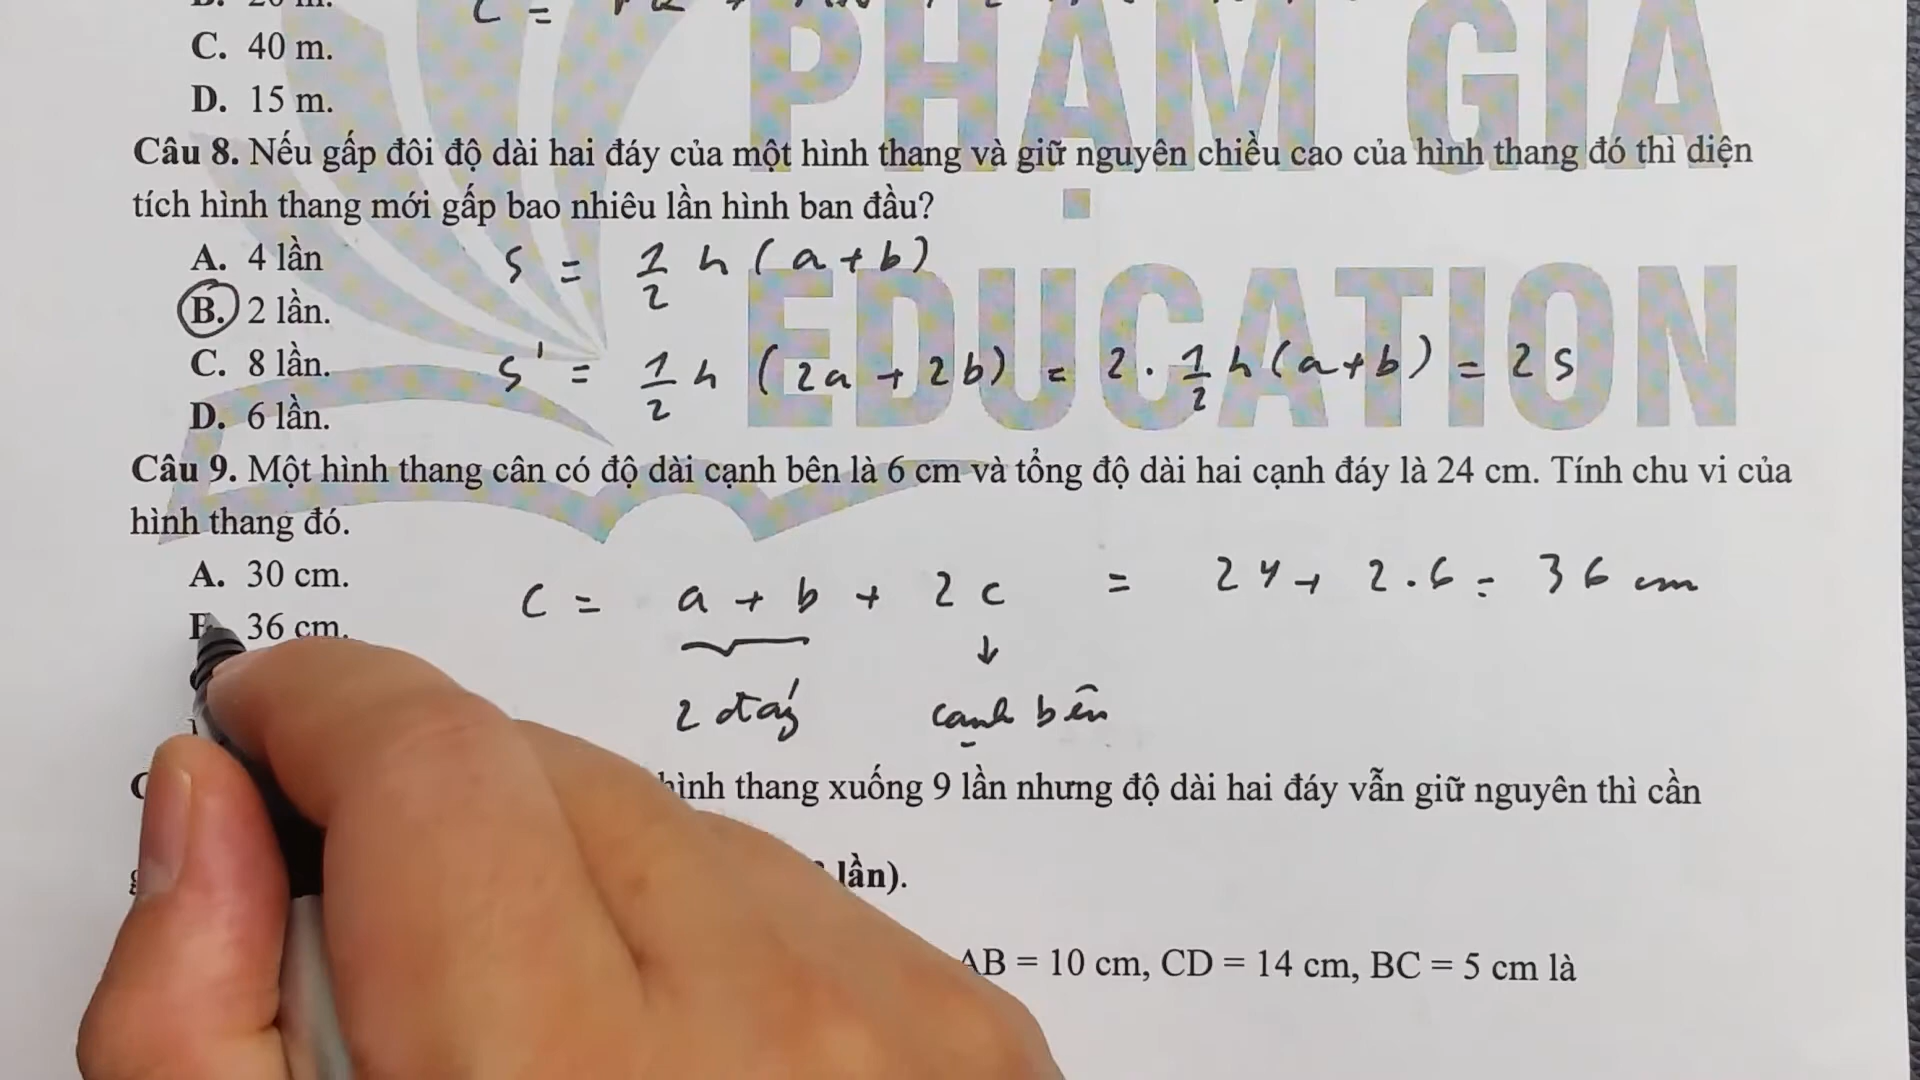 C =
C. 40 m.
D. 15 m.
PHẠM GIA
EDUCATION
Câu 8. Nếu gấp đôi độ dài hai đáy của một hình thang và giữ nguyên chiều cao của hình thang đó thì diện
tích hình thang mới gấp bao nhiêu lần hình ban đầu?
A. 4 lần
S = 1/2 h (a + b)
B. 2 lần.
C. 8 lần.
S' = 1/2 h (2a + 2b) = 2 . 1/2 h (a + b) = 2S
D. 6 lần.
Câu 9. Một hình thang cân có độ dài cạnh bên là 6 cm và tổng độ dài hai cạnh đáy là 24 cm. Tính chu vi của
hình thang đó.
A. 30 cm.
C = a + b + 2c = 24 + 2.6 = 36 cm
36 cm.
2 đáy cạnh bên
hình thang xuống 9 lần nhưng độ dài hai đáy vẫn giữ nguyên thì cần
lần).
AB = 10 cm, CD = 14 cm, BC = 5 cm là